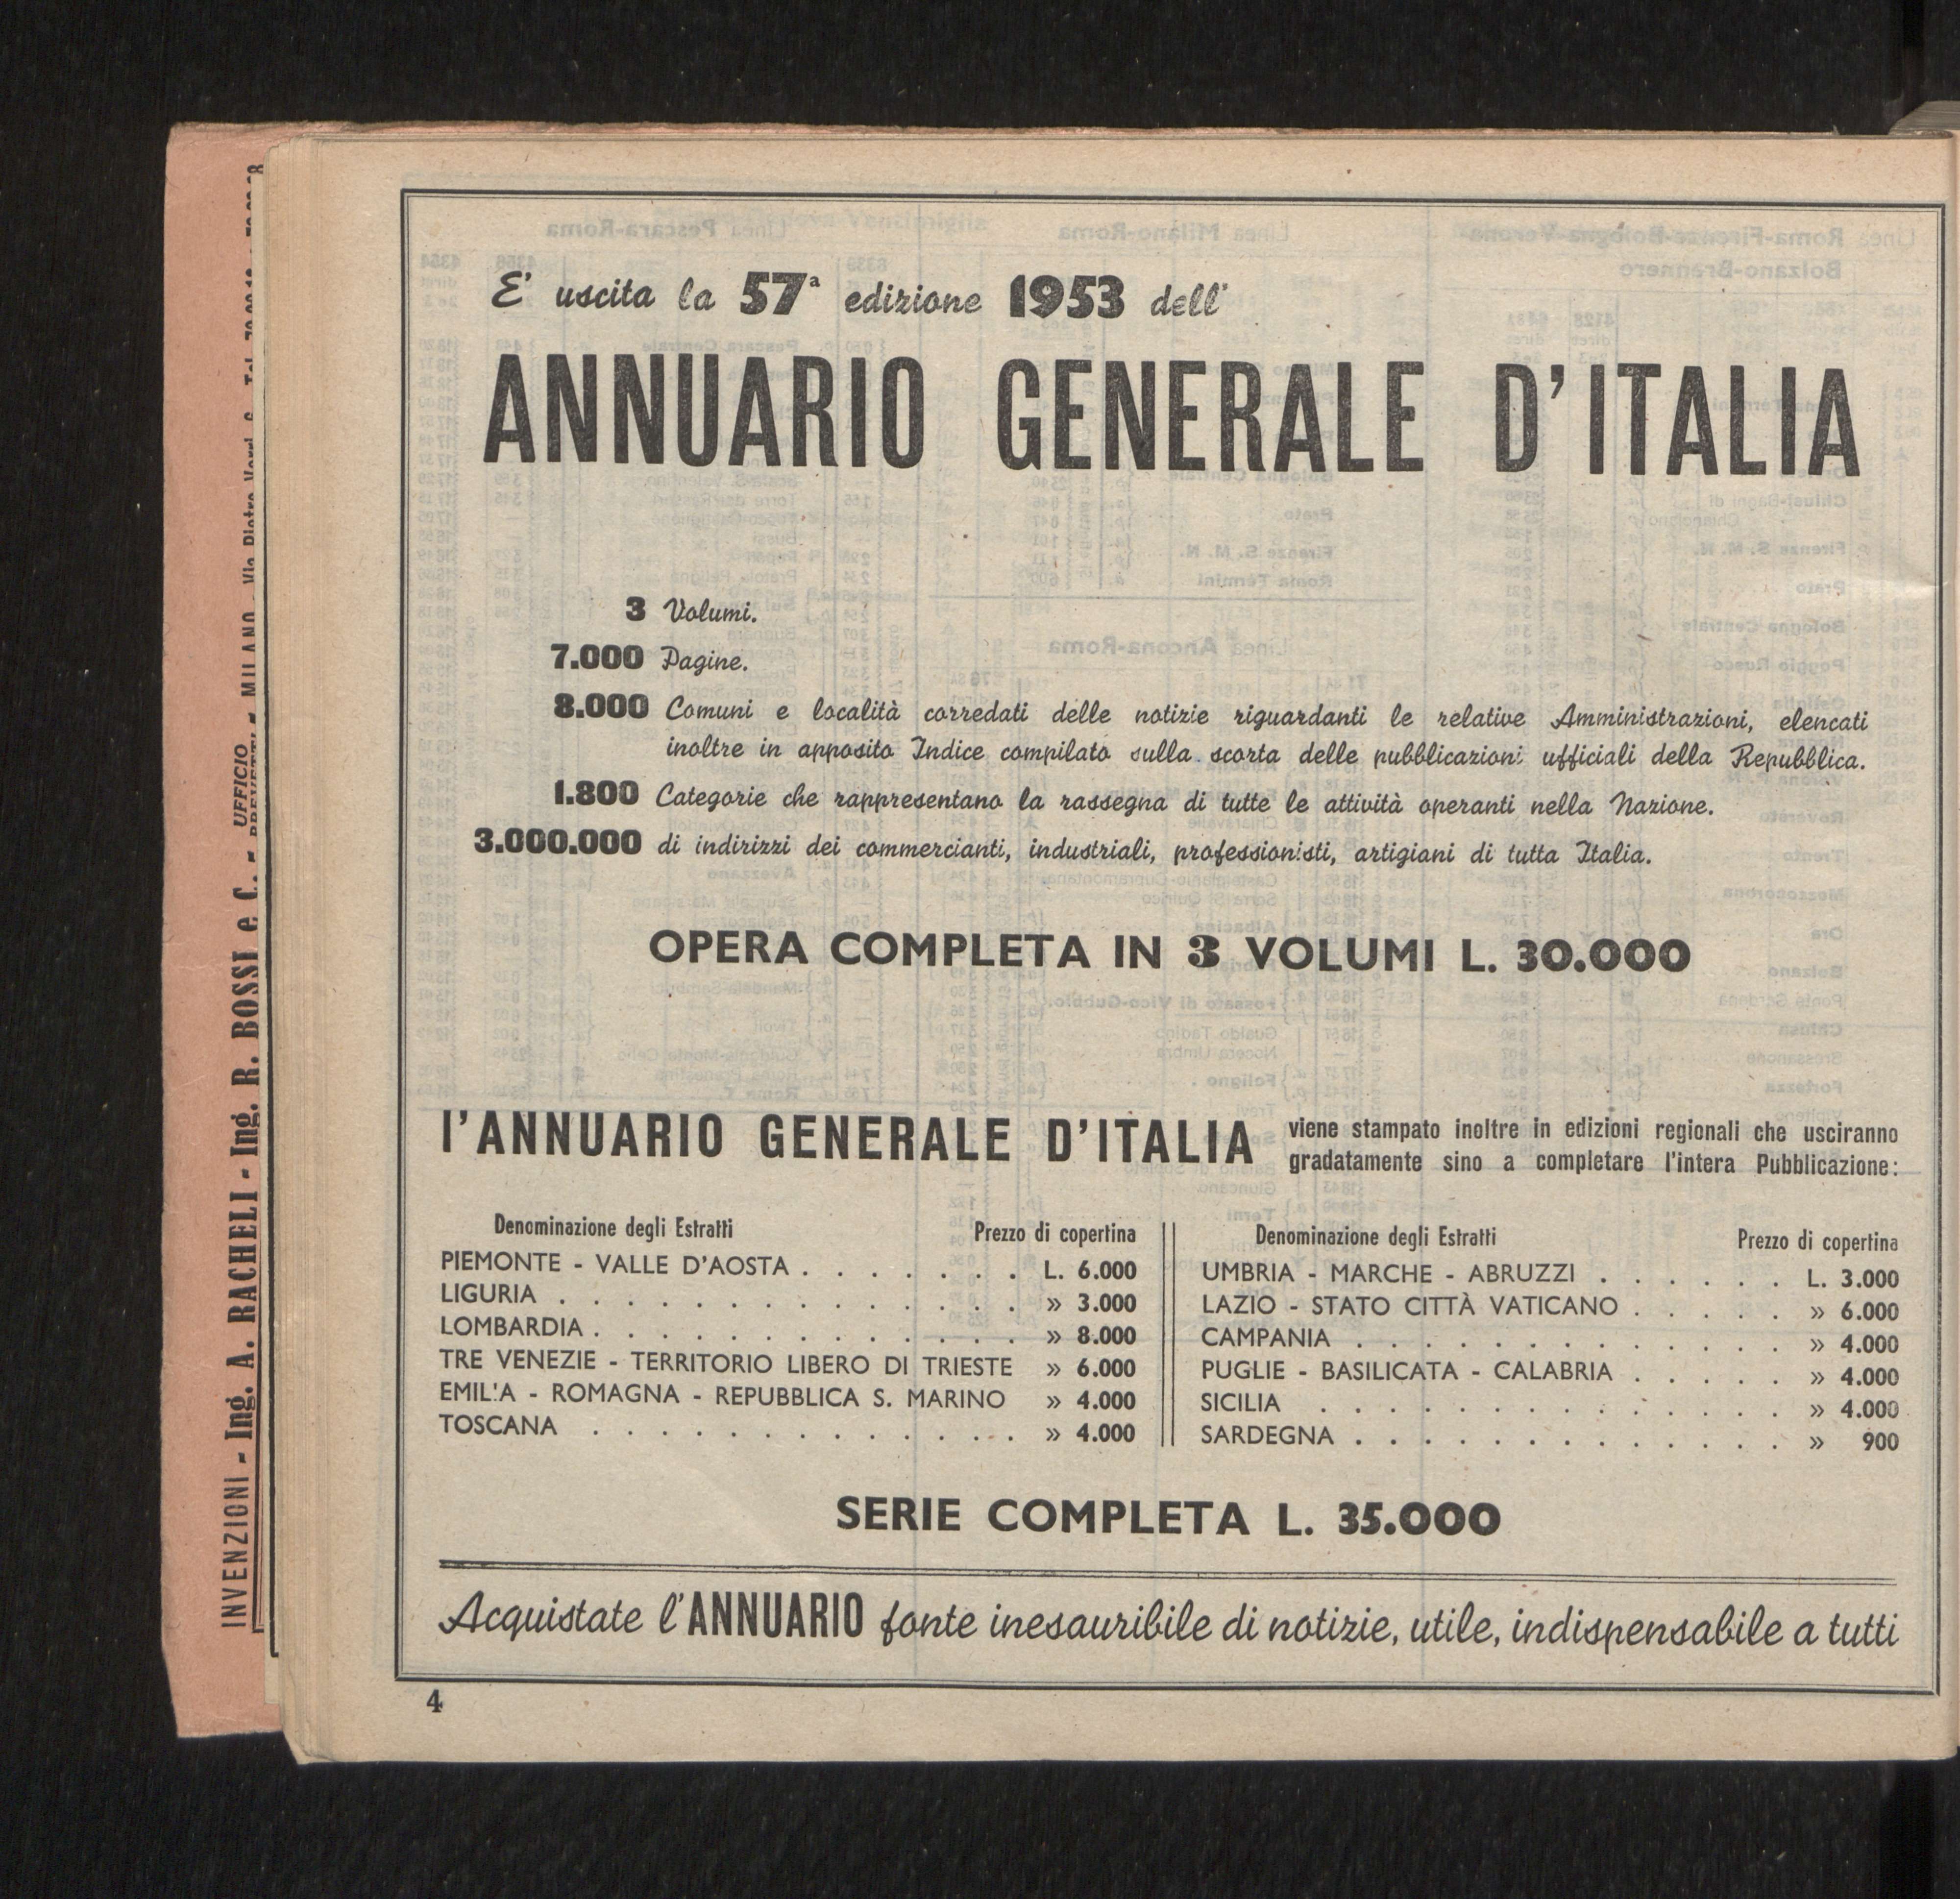 E' uscita la 57ª edizione 1953 dell'
ANNUARIO GENERALE D'ITALIA
3 Volumi.
7.000 Pagine.
8.000 Comuni e località corredati delle notizie riguardanti le relative Amministrazioni, elencati
inoltre in apposito Indice compilato sulla scorta delle pubblicazioni ufficiali della Repubblica.
1.800 Categorie che rappresentano la rassegna di tutte le attività operanti nella Nazione.
3.000.000 di indirizzi dei commercianti, industriali, professionisti, artigiani di tutta Italia.
OPERA COMPLETA IN 3 VOLUMI L. 30.000
l'ANNUARIO GENERALE D'ITALIA viene stampato inoltre in edizioni regionali che usciranno
gradatamente sino a completare l'intera Pubblicazione:
Denominazione degli Estratti Prezzo di copertina
PIEMONTE - VALLE D'AOSTA . . . . . . . L. 6.000
LIGURIA . . . . . . . . . . . . . . » 3.000
LOMBARDIA . . . . . . . . . . . . . » 8.000
TRE VENEZIE - TERRITORIO LIBERO DI TRIESTE » 6.000
EMIL!A - ROMAGNA - REPUBBLICA S. MARINO » 4.000
TOSCANA . . . . . . . . . . . . . » 4.000
Denominazione degli Estratti Prezzo di copertina
UMBRIA - MARCHE - ABRUZZI . . . . . . L. 3.000
LAZIO - STATO CITTÀ VATICANO . . . . . » 6.000
CAMPANIA . . . . . . . . . . . . . » 4.000
PUGLIE - BASILICATA - CALABRIA . . . . . » 4.000
SICILIA . . . . . . . . . . . . . . » 4.000
SARDEGNA . . . . . . . . . . . . . » 900
SERIE COMPLETA L. 35.000
Acquistate l'ANNUARIO fonte inesauribile di notizie, utile, indispensabile a tutti
4
UFFICIO
INVENZIONI - Ing. A. RACHELI - Ing. R. BOSSI e C. - MILANO